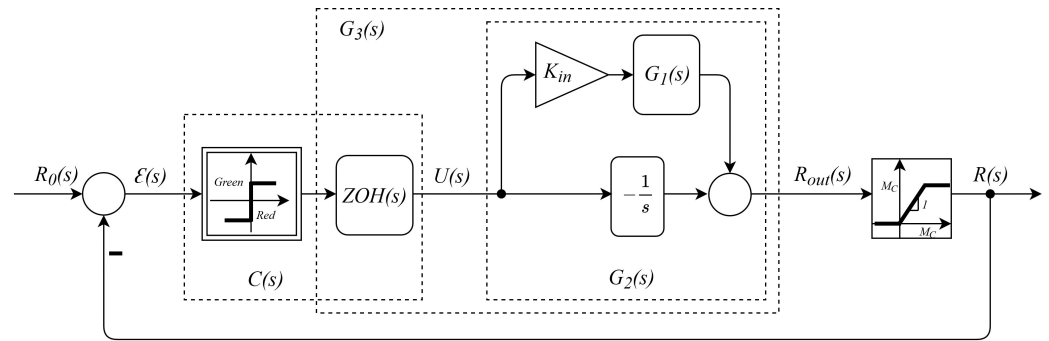 G3(s)
Kin
G1(s)
R0(s)
ℰ(s)
Green
Red
ZOH(s)
U(s)
-1/s
Rout(s)
MC
1
MC
R(s)
C(s)
G2(s)